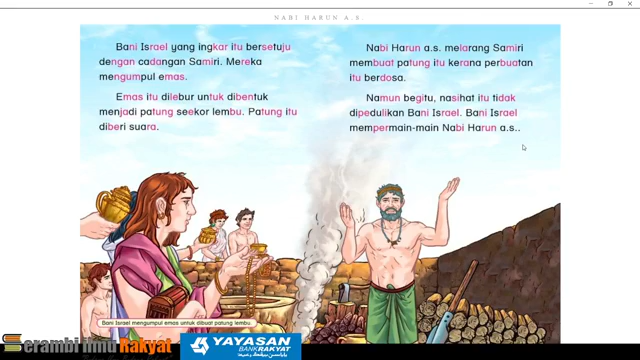 NABI HARUN A.S.
Bani Israel yang ingkar itu bersetuju
dengan cadangan Samiri. Mereka
mengumpul emas.
Emas itu dilebur untuk dibentuk
menjadi patung seekor lembu. Patung itu
diberi suara.
Nabi Harun a.s. melarang Samiri
membuat patung itu kerana perbuatan
itu berdosa.
Namun begitu, nasihat itu tidak
dipedulikan Bani Israel. Bani Israel
mempermain-main Nabi Harun a.s..
Bani Israel mengumpul emas untuk dibuat patung lembu.
Serambi Ilmu Rakyat
YAYASAN
BANK RAKYAT